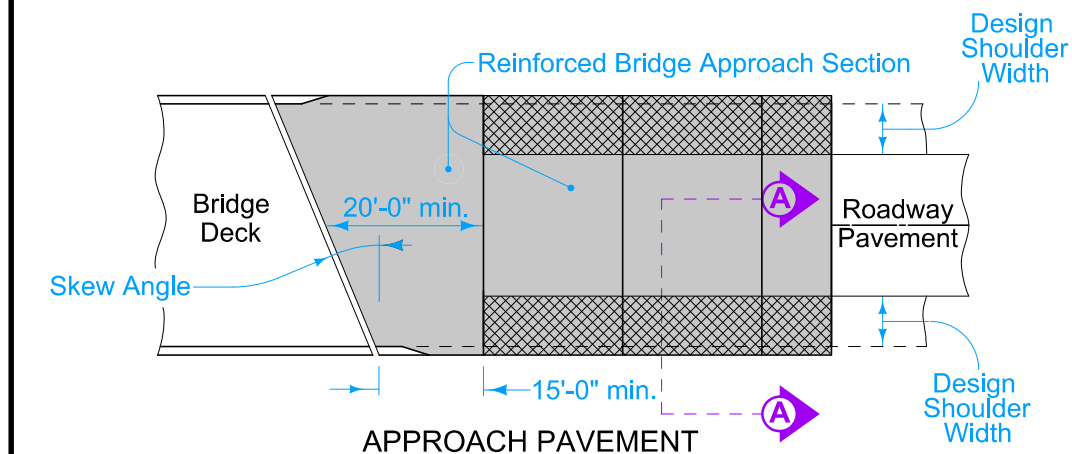 Design
Shoulder
Width
Reinforced Bridge Approach Section
A
Bridge
Deck
20'-0" min.
Roadway
Pavement
Skew Angle
15'-0" min.
A
Design
Shoulder
Width
APPROACH PAVEMENT